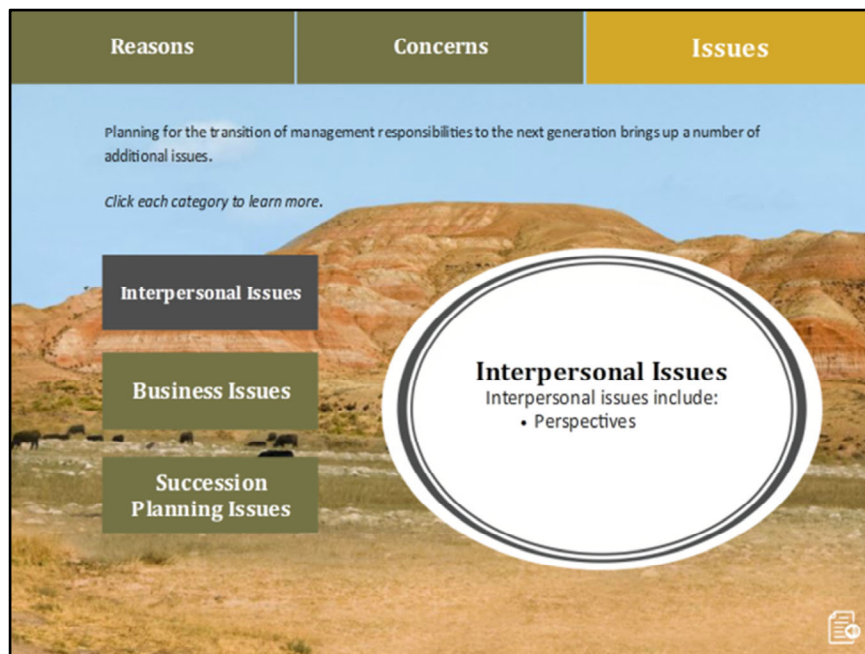 Reasons
Concerns
Issues
Planning for the transition of management responsibilities to the next generation brings up a number of
additional issues.
Click each category to learn more.
Interpersonal Issues
Business Issues
Succession
Planning Issues
Interpersonal Issues
Interpersonal issues include:
• Perspectives